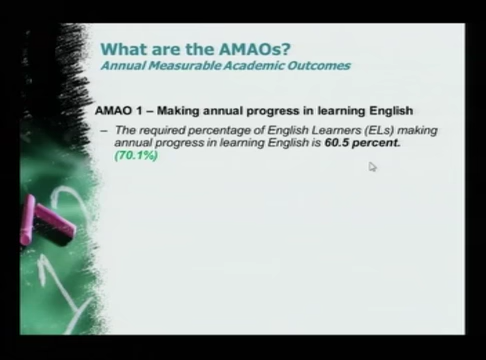 What are the AMAOs?
Annual Measurable Academic Outcomes
AMAO 1 – Making annual progress in learning English
– The required percentage of English Learners (ELs) making
annual progress in learning English is 60.5 percent.
(70.1%)